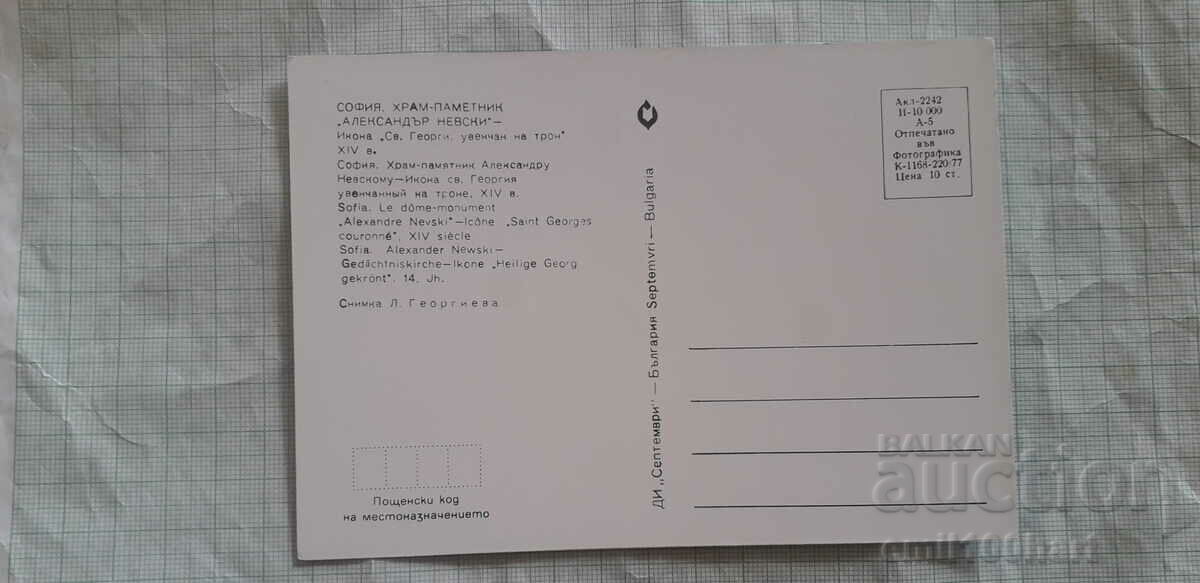 СОФИЯ. ХРАМ-ПАМЕТНИК
„АЛЕКСАНДЪР НЕВСКИ"—
Икона „Св. Георги, увенчан на трон"
XIV в.
София. Храм-памятник Александру
Невскому—Икона св. Георгия
увенчанный на троне, XIV в.
Sofia. Le dôme-monument
„Alexandre Nevski"—Icône „Saint Georges
couronné", XIV siècle
Sofia. Alexander Newski—
Gedächtniskirche—Ikone „Heilige Georg
gekrönt". 14. Jh.
Снимка Л. Георгиева
Пощенски код
на местоназначението
ДИ „Септември" — България Septemvri — Bulgaria
Акл-2242
II-10 000
А-5
Отпечатано
във
Фотографика
К-1168-220/77
Цена 10 ст.
BALKAN
auction
emil100hart